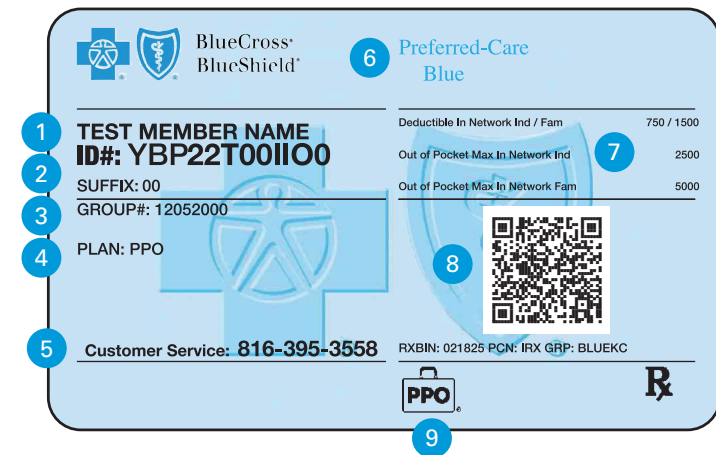 BlueCross®
BlueShield®
6
Preferred-Care
Blue
1
TEST MEMBER NAME
ID#: YBP22T00IIO0
2
SUFFIX: 00
3
GROUP#: 12052000
4
PLAN: PPO
5
Customer Service: 816-395-3558
Deductible In Network Ind / Fam 750 / 1500
Out of Pocket Max In Network Ind 7 2500
Out of Pocket Max In Network Fam 5000
8
RXBIN: 021825 PCN: IRX GRP: BLUEKC
PPO®
Rx
9